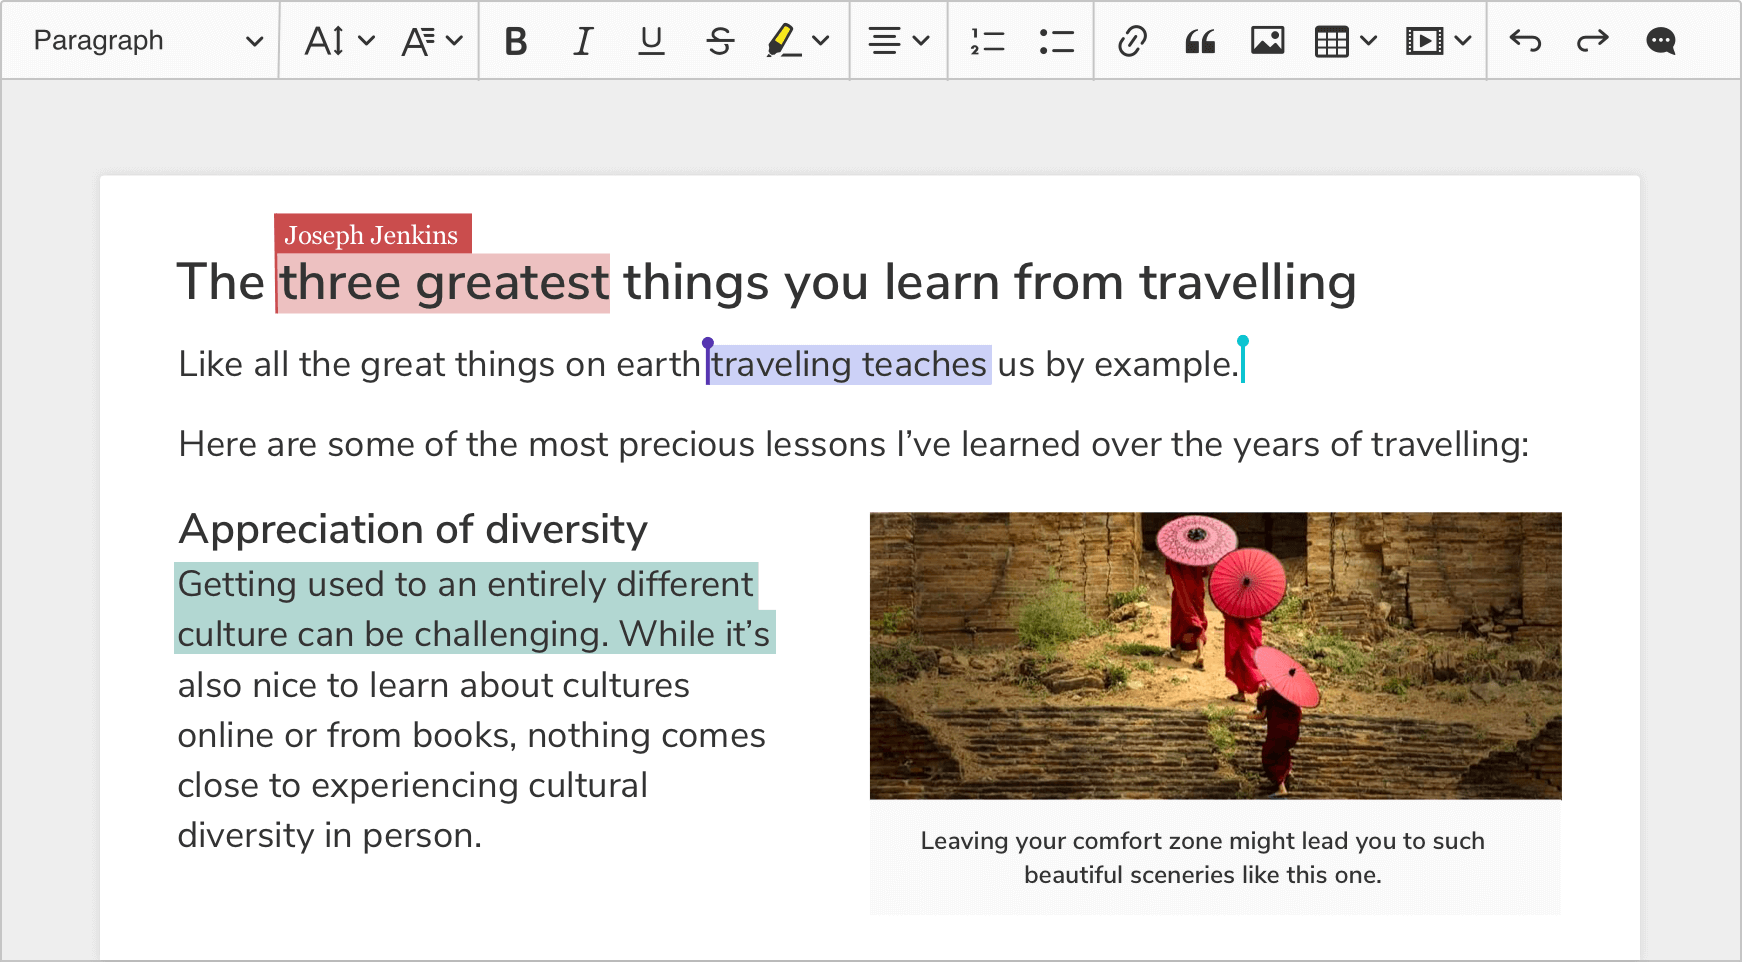 Paragraph
Joseph Jenkins
The three greatest things you learn from travelling
Like all the great things on earth traveling teaches us by example.
Here are some of the most precious lessons I’ve learned over the years of travelling:
Appreciation of diversity
Getting used to an entirely different
culture can be challenging. While it’s
also nice to learn about cultures
online or from books, nothing comes
close to experiencing cultural
diversity in person.
Leaving your comfort zone might lead you to such
beautiful sceneries like this one.